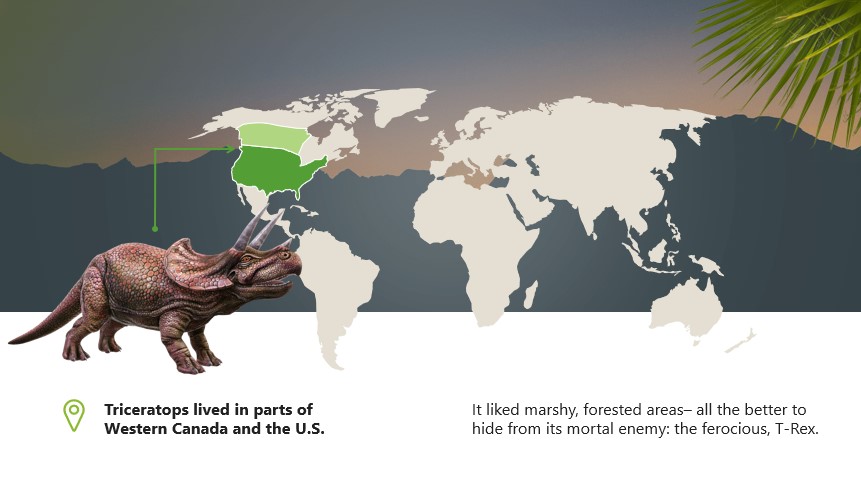 Triceratops lived in parts of
Western Canada and the U.S.
It liked marshy, forested areas– all the better to
hide from its mortal enemy: the ferocious, T-Rex.